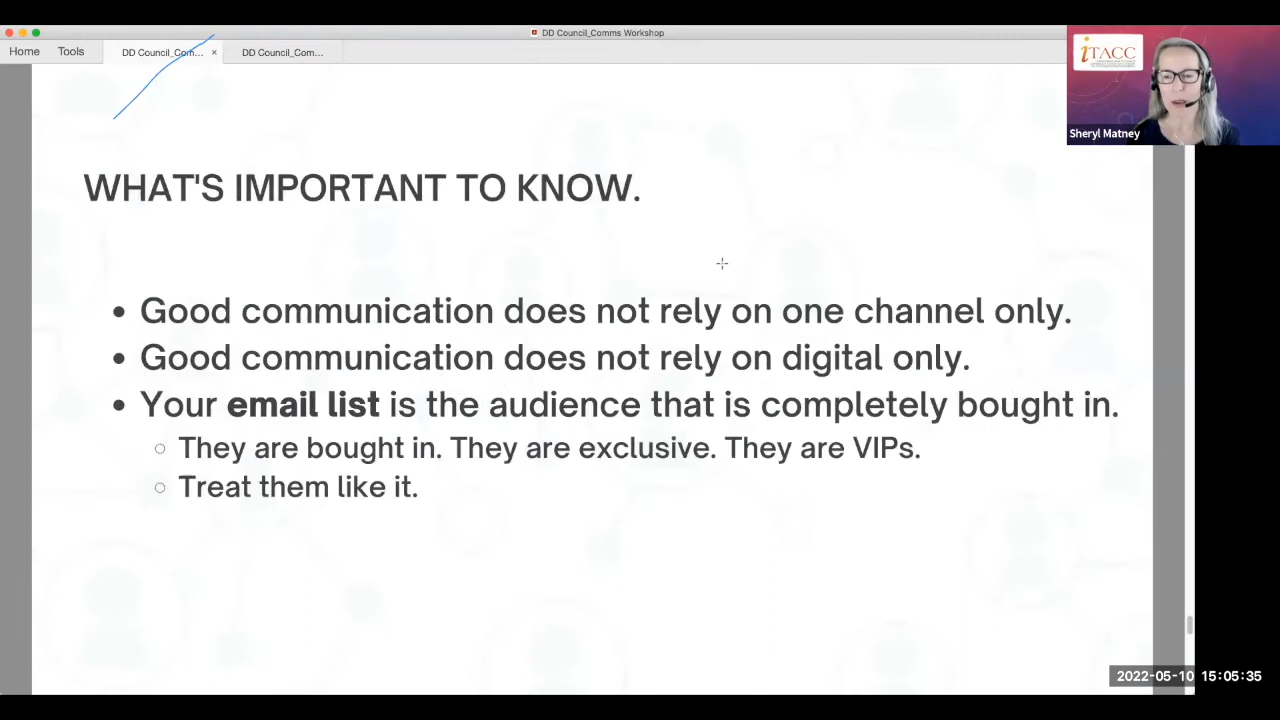 DD Council_Comms Workshop
Home
Tools
DD Council_Com... ×
DD Council_Com...
iTACC
Sheryl Matney
WHAT'S IMPORTANT TO KNOW.
• Good communication does not rely on one channel only.
• Good communication does not rely on digital only.
• Your email list is the audience that is completely bought in.
○ They are bought in. They are exclusive. They are VIPs.
○ Treat them like it.
2022-05-10 15:05:35